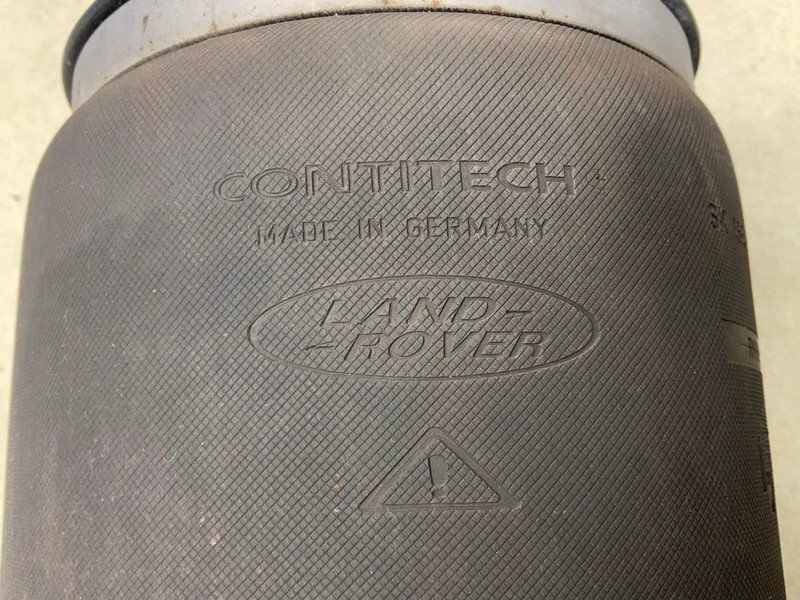 CONTITECH
MADE IN GERMANY
LAND-
-ROVER